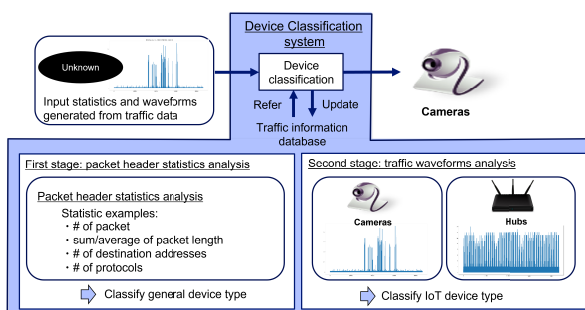 Device Classification
system
Unknown
Input statistics and waveforms
generated from traffic data
Device
classification
Refer
Update
Traffic information
database
Cameras
First stage: packet header statistics analysis
Packet header statistics analysis
Statistic examples:
・# of packet
・sum/average of packet length
・# of destination addresses
・# of protocols
Classify general device type
Second stage: traffic waveforms analysis
Cameras
Hubs
Classify IoT device type